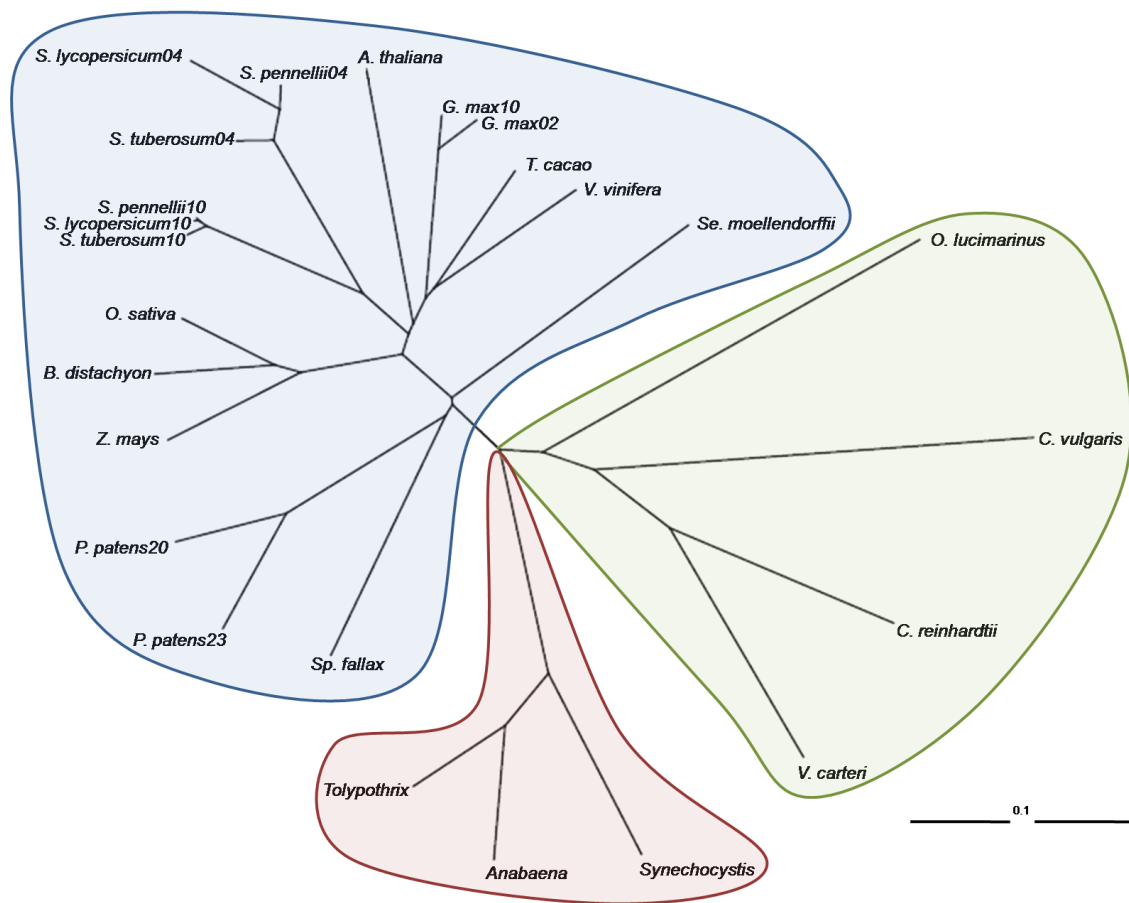 S. lycopersicum04
A. thaliana
S. pennellii04
G. max10
G. max02
S. tuberosum04
T. cacao
V. vinifera
S. pennellii10
S. lycopersicum10
S. tuberosum10
Se. moellendorffii
O. lucimarinus
O. sativa
B. distachyon
Z. mays
C. vulgaris
P. patens20
P. patens23
Sp. fallax
C. reinhardtii
V. carteri
Tolypothrix
0.1
Anabaena
Synechocystis